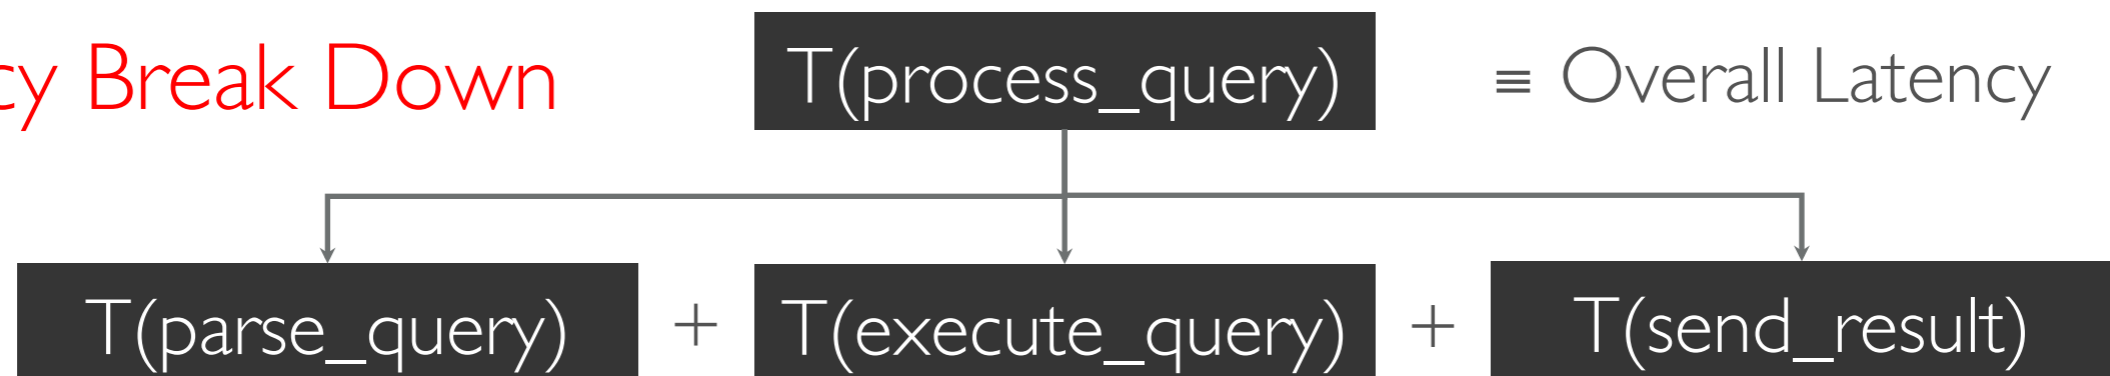 cy Break Down
T(process_query)
≡ Overall Latency
T(parse_query) + T(execute_query) + T(send_result)